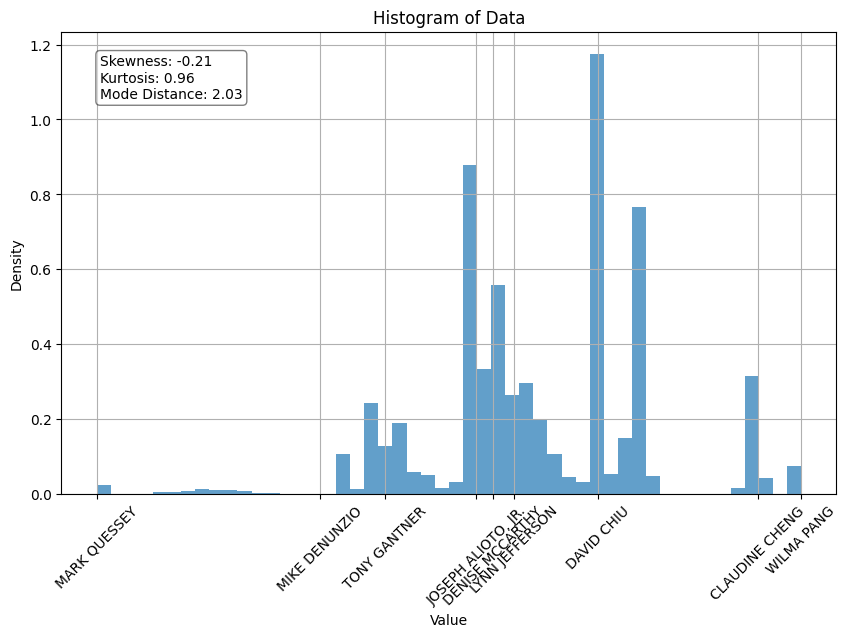 Histogram of Data
Skewness: -0.21
Kurtosis: 0.96
Mode Distance: 2.03
1.2
1.0
0.8
0.6
0.4
0.2
0.0
Density
MARK QUESSEY
MIKE DENUNZIO
TONY GANTNER
JOSEPH ALIOTO, JR.
DENISE MCCARTHY
LYNN JEFFERSON
DAVID CHIU
CLAUDINE CHENG
WILMA PANG
Value